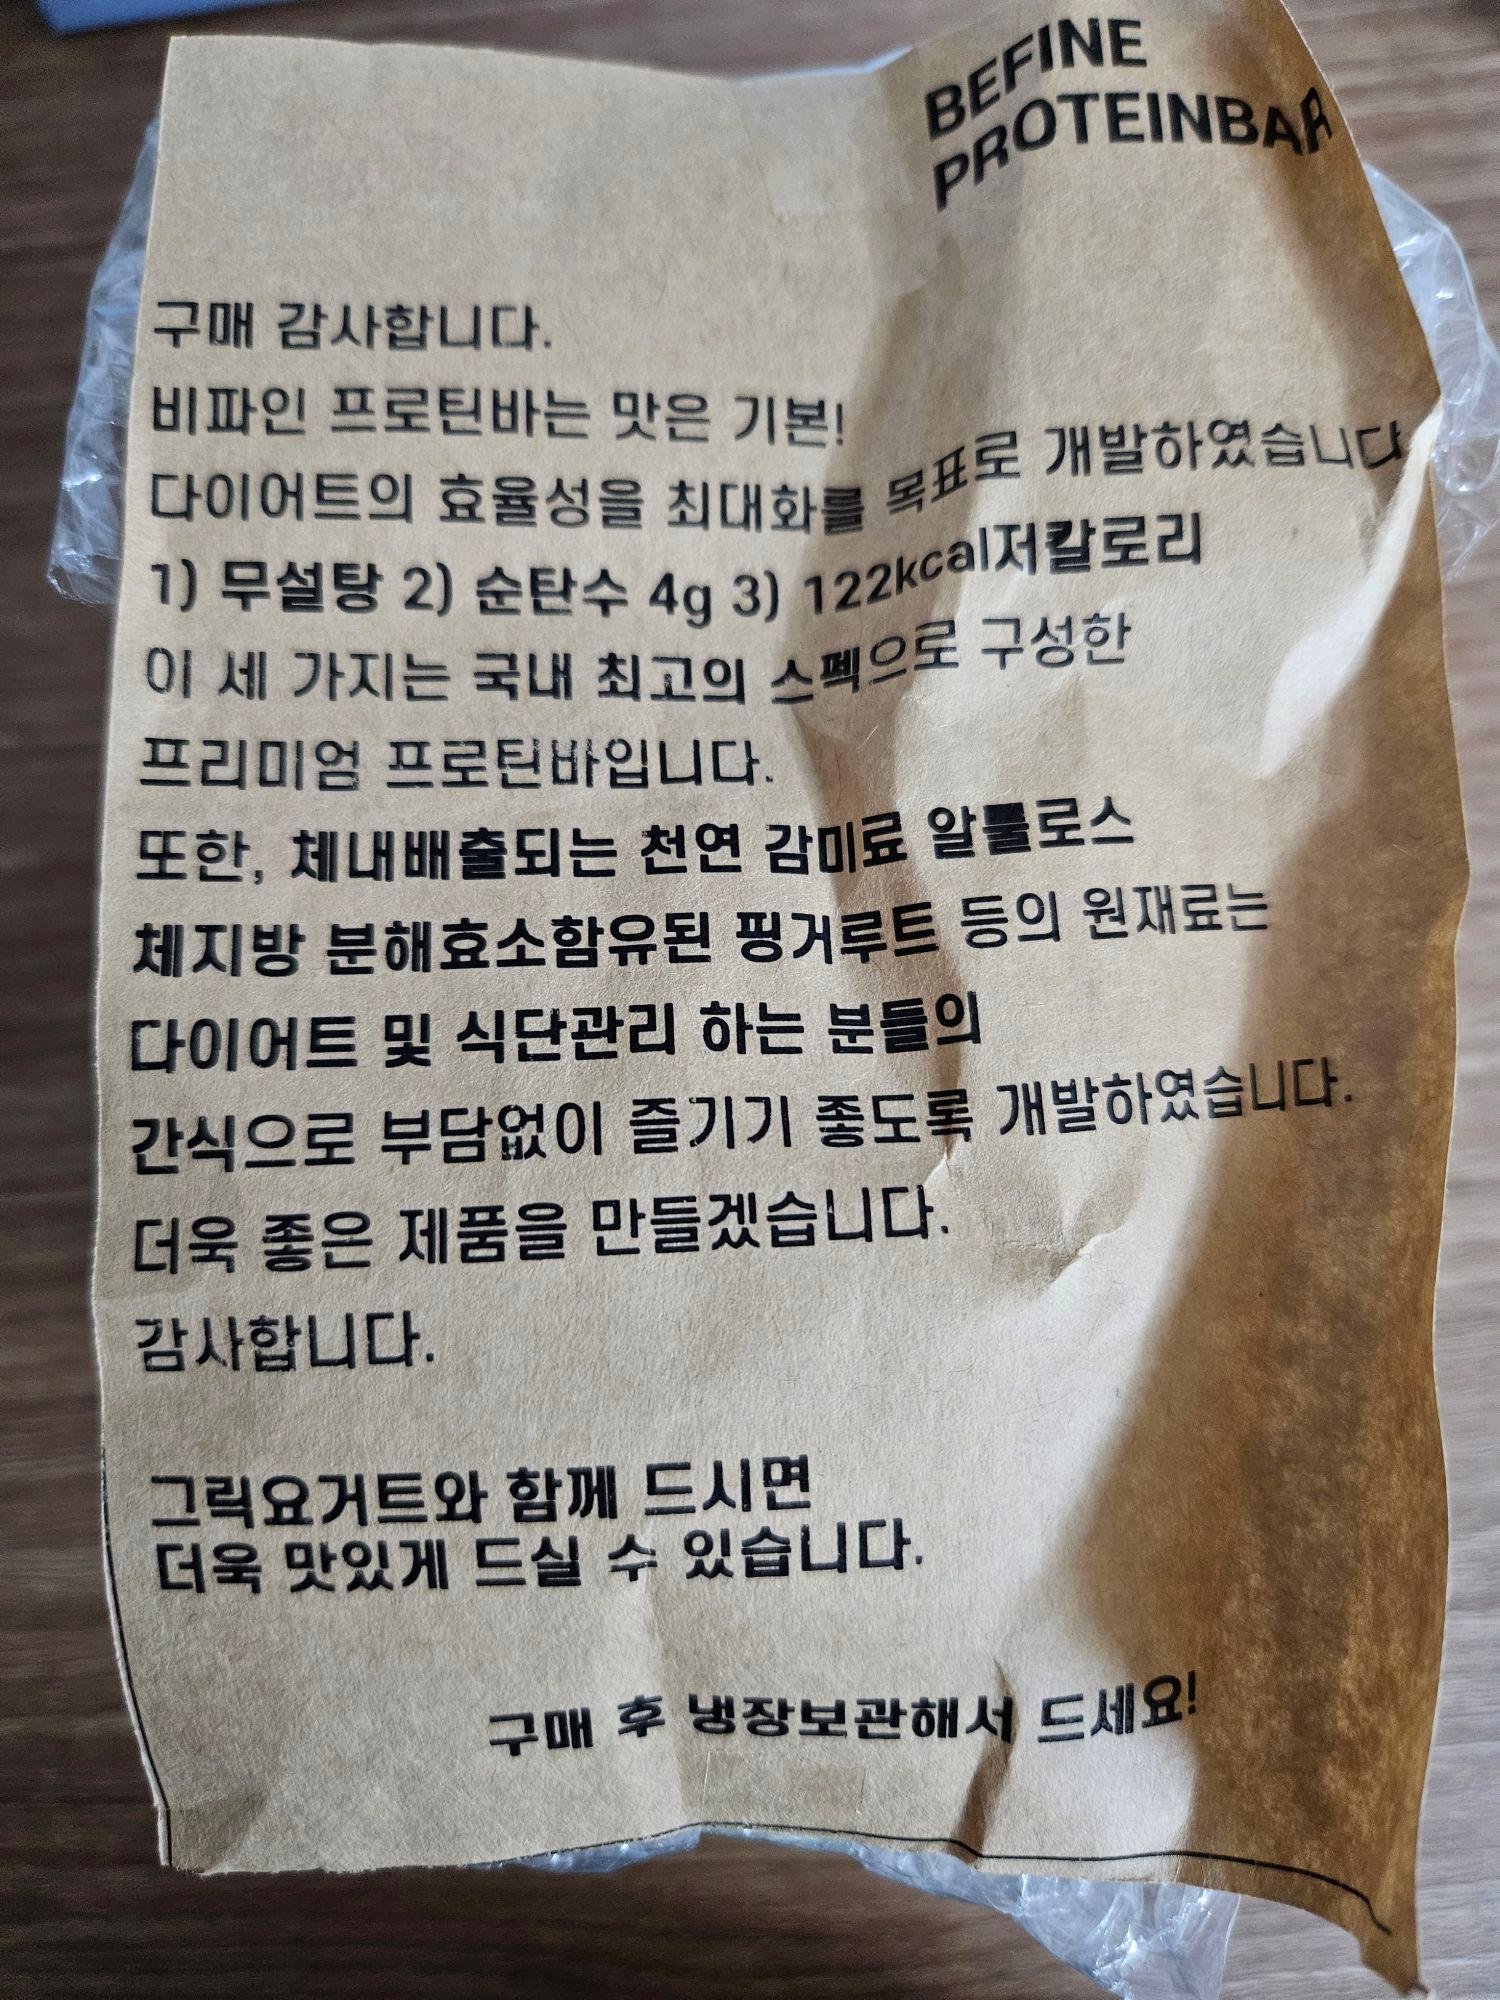 BEFINE
PROTEINBAR
구매 감사합니다.
비파인 프로틴바는 맛은 기본!
다이어트의 효율성을 최대화를 목표로 개발하였습니다
1) 무설탕 2) 순탄수 4g 3) 122kcal저칼로리
이 세 가지는 국내 최고의 스펙으로 구성한
프리미엄 프로틴바입니다.
또한, 체내배출되는 천연 감미료 알룰로스
체지방 분해효소함유된 핑거루트 등의 원재료는
다이어트 및 식단관리 하는 분들의
간식으로 부담없이 즐기기 좋도록 개발하였습니다.
더욱 좋은 제품을 만들겠습니다.
감사합니다.
그릭요거트와 함께 드시면
더욱 맛있게 드실 수 있습니다.
구매 후 냉장보관해서 드세요!